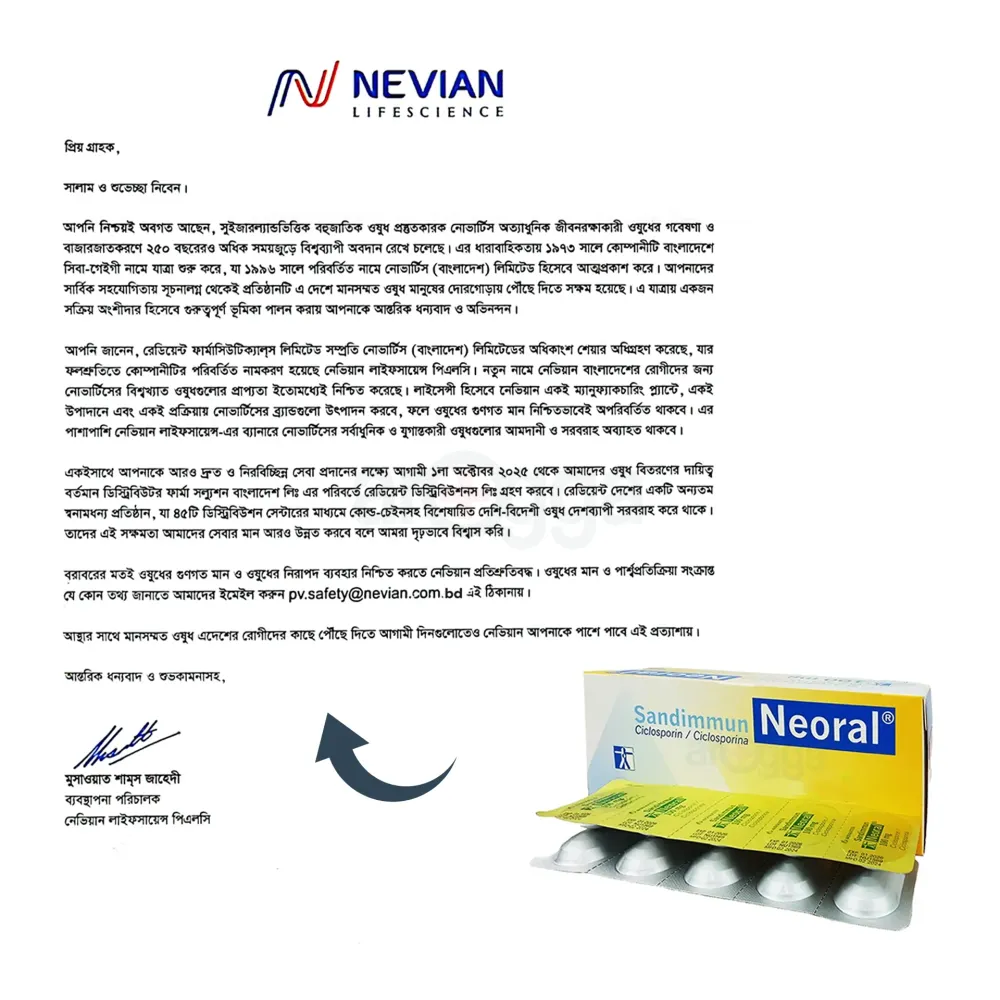 NEVIAN
LIFESCIENCE
প্রিয় গ্রাহক,
সালাম ও শুভেচ্ছা নিবেন।
আপনি নিশ্চয়ই অবগত আছেন, সুইজারল্যান্ডভিত্তিক বহুজাতিক ওষুধ প্রস্তুতকারক নোভার্টিস অত্যাধুনিক জীবনরক্ষাকারী ওষুধের গবেষণা ও
বাজারজাতকরণে ২৫০ বছরেরও অধিক সময়জুড়ে বিশ্বব্যাপী অবদান রেখে চলেছে। এর ধারাবাহিকতায় ১৯৭৩ সালে কোম্পানীটি বাংলাদেশে
সিবা-গেইগী নামে যাত্রা শুরু করে, যা ১৯৯৬ সালে পরিবর্তিত নামে নোভার্টিস (বাংলাদেশ) লিমিটেড হিসেবে আত্মপ্রকাশ করে। আপনাদের
সার্বিক সহযোগিতায় সূচনালগ্ন থেকেই প্রতিষ্ঠানটি এ দেশে মানসম্মত ওষুধ মানুষের দোরগোড়ায় পৌঁছে দিতে সক্ষম হয়েছে। এ যাত্রায় একজন
সক্রিয় অংশীদার হিসেবে গুরুত্বপূর্ণ ভূমিকা পালন করায় আপনাকে আন্তরিক ধন্যবাদ ও অভিনন্দন।
আপনি জানেন, রেডিয়েন্ট ফার্মাসিউটিক্যাল্‌স লিমিটেড সম্প্রতি নোভার্টিস (বাংলাদেশ) লিমিটেডের অধিকাংশ শেয়ার অধিগ্রহণ করেছে, যার
ফলশ্রুতিতে কোম্পানীটির পরিবর্তিত নামকরণ হয়েছে নেভিয়ান লাইফসায়েন্স পিএলসি। নতুন নামে নেভিয়ান বাংলাদেশের রোগীদের জন্য
নোভার্টিসের বিশ্বখ্যাত ওষুধগুলোর প্রাপ্যতা ইতোমধ্যেই নিশ্চিত করেছে। লাইসেন্সী হিসেবে নেভিয়ান একই ম্যানুফ্যাকচারিং প্ল্যান্টে, একই
উপাদানে এবং একই প্রক্রিয়ায় নোভার্টিসের ব্র্যান্ডগুলো উৎপাদন করবে, ফলে ওষুধের গুণগত মান নিশ্চিতভাবেই অপরিবর্তিত থাকবে। এর
পাশাপাশি নেভিয়ান লাইফসায়েন্স-এর ব্যানারে নোভার্টিসের সর্বাধুনিক ও যুগান্তকারী ওষুধগুলোর আমদানী ও সরবরাহ অব্যাহত থাকবে।
একইসাথে আপনাকে আরও দ্রুত ও নিরবিচ্ছিন্ন সেবা প্রদানের লক্ষ্যে আগামী ১লা অক্টোবর ২০২৫ থেকে আমাদের ওষুধ বিতরণের দায়িত্ব
বর্তমান ডিস্ট্রিবিউটর ফার্মা সল্যুশন বাংলাদেশ লিঃ এর পরিবর্তে রেডিয়েন্ট ডিস্ট্রিবিউশনস লিঃ গ্রহণ করবে। রেডিয়েন্ট দেশের একটি অন্যতম
স্বনামধন্য প্রতিষ্ঠান, যা ৪৫টি ডিস্ট্রিবিউশন সেন্টারের মাধ্যমে কোল্ড-চেইনসহ বিশেষায়িত দেশি-বিদেশী ওষুধ দেশব্যাপী সরবরাহ করে থাকে।
তাদের এই সক্ষমতা আমাদের সেবার মান আরও উন্নত করবে বলে আমরা দৃঢ়ভাবে বিশ্বাস করি।
বরাবরের মতই ওষুধের গুণগত মান ও ওষুধের নিরাপদ ব্যবহার নিশ্চিত করতে নেভিয়ান প্রতিশ্রুতিবদ্ধ। ওষুধের মান ও পার্শ্বপ্রতিক্রিয়া সংক্রান্ত
যে কোন তথ্য জানাতে আমাদের ইমেইল করুন pv.safety@nevian.com.bd এই ঠিকানায়।
আস্থার সাথে মানসম্মত ওষুধ এদেশের রোগীদের কাছে পৌঁছে দিতে আগামী দিনগুলোতেও নেভিয়ান আপনাকে পাশে পাবে এই প্রত্যাশায়।
আন্তরিক ধন্যবাদ ও শুভকামনাসহ,
মুসাওয়াত শাম্‌স জাহেদী
ব্যবস্থাপনা পরিচালক
নেভিয়ান লাইফসায়েন্স পিএলসি
Sandimmun Neoral®
Ciclosporin / Ciclosporina